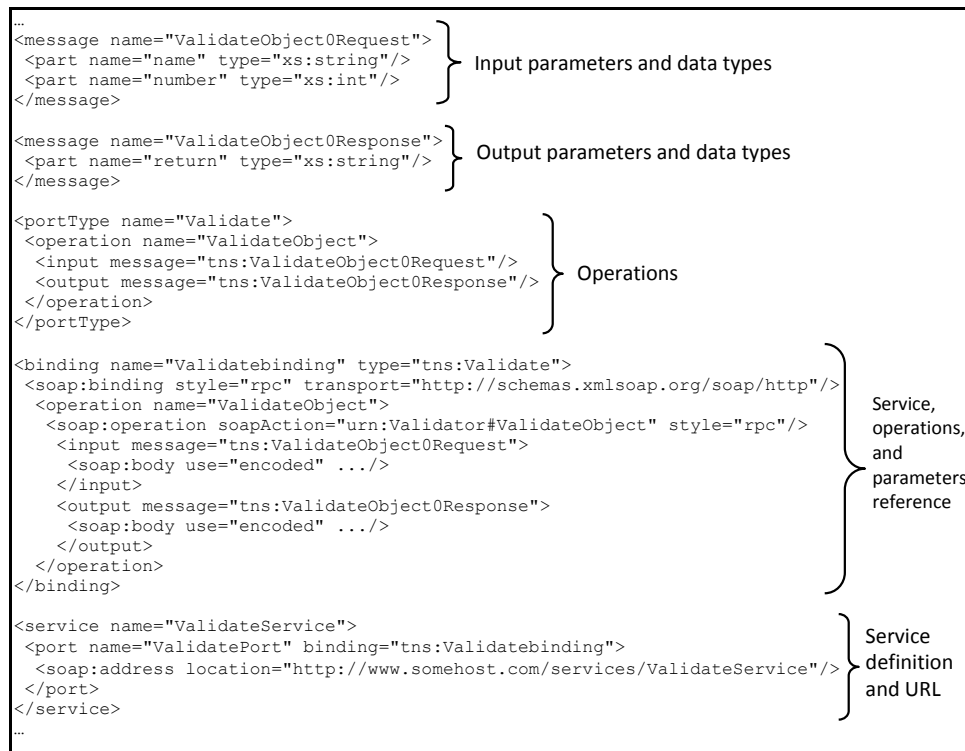 …
<message name="ValidateObject0Request">
<part name="name" type="xs:string"/>
<part name="number" type="xs:int"/>
</message>
Input parameters and data types
<message name="ValidateObject0Response">
<part name="return" type="xs:string"/>
</message>
Output parameters and data types
<portType name="Validate">
<operation name="ValidateObject">
<input message="tns:ValidateObject0Request"/>
<output message="tns:ValidateObject0Response"/>
</operation>
</portType>
Operations
<binding name="Validatebinding" type="tns:Validate">
<soap:binding style="rpc" transport="http://schemas.xmlsoap.org/soap/http"/>
<operation name="ValidateObject">
<soap:operation soapAction="urn:Validator#ValidateObject" style="rpc"/>
<input message="tns:ValidateObject0Request">
<soap:body use="encoded" .../>
</input>
<output message="tns:ValidateObject0Response">
<soap:body use="encoded" .../>
</output>
</operation>
</binding>
Service,
operations,
and
parameters
reference
<service name="ValidateService">
<port name="ValidatePort" binding="tns:Validatebinding">
<soap:address location="http://www.somehost.com/services/ValidateService"/>
</port>
</service>
Service
definition
and URL
…